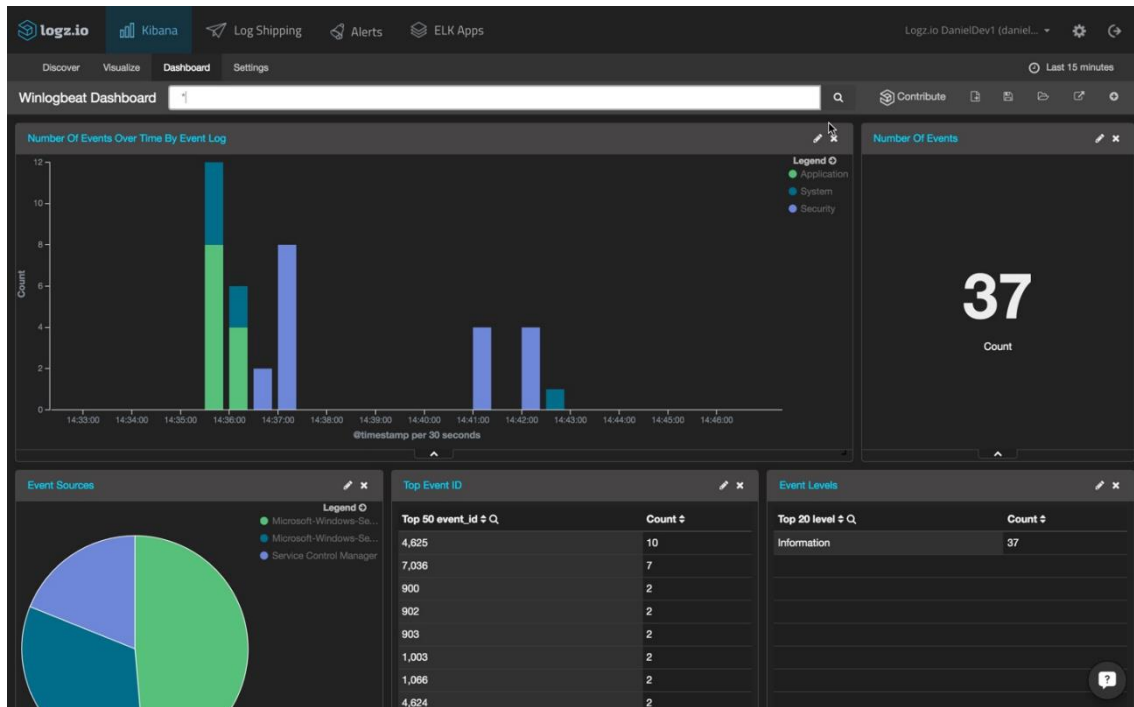 logz.io Kibana Log Shipping Alerts ELK Apps Logz.io DanielDev1 (daniel...
Discover Visualize Dashboard Settings Last 15 minutes
Winlogbeat Dashboard * Contribute
Number Of Events Over Time By Event Log
Legend
Application
System
Security
12
10
8
6
4
2
0
Count
14:33:00 14:34:00 14:35:00 14:36:00 14:37:00 14:38:00 14:39:00 14:40:00 14:41:00 14:42:00 14:43:00 14:44:00 14:45:00 14:46:00
@timestamp per 30 seconds
Number Of Events
37
Count
Event Sources
Legend
Microsoft-Windows-Se...
Microsoft-Windows-Se...
Service Control Manager
Top Event ID
Top 50 event_id Count
4,625 10
7,036 7
900 2
902 2
903 2
1,003 2
1,066 2
4,624 2
Event Levels
Top 20 level Count
Information 37
?